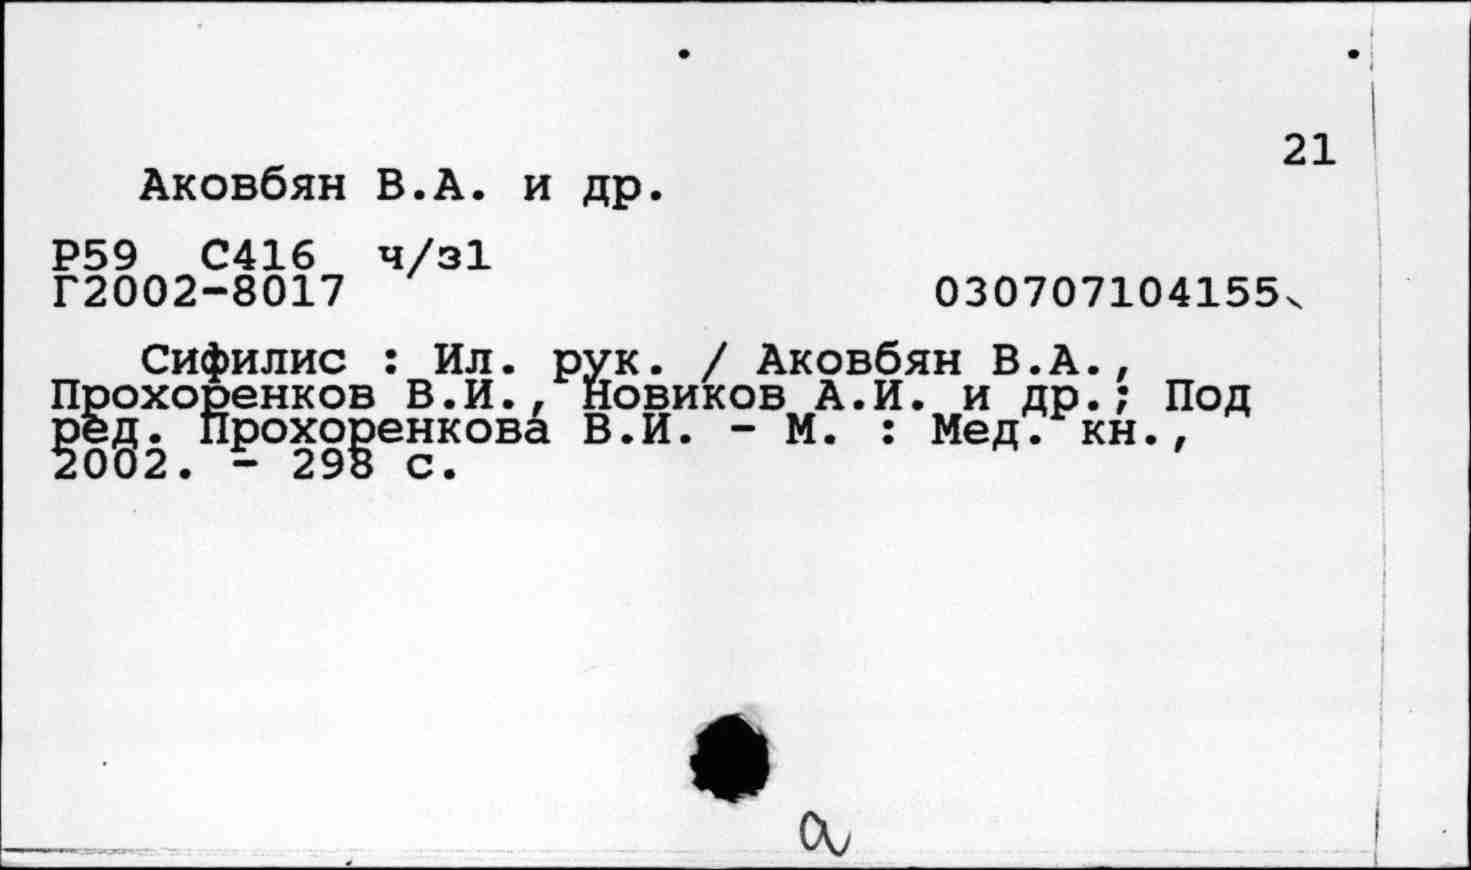 21
Аковбян В.А. и др.
Р59 С416 ч/з1
Г2002-8017 030707104155
Сифилис : Ил. рук. / Аковбян В.А.,
Прохоренков В.И., Новиков А.И. и др.; Под
ред. Прохоренкова В.И. - М. : Мед. кн.,
2002. - 298 с.